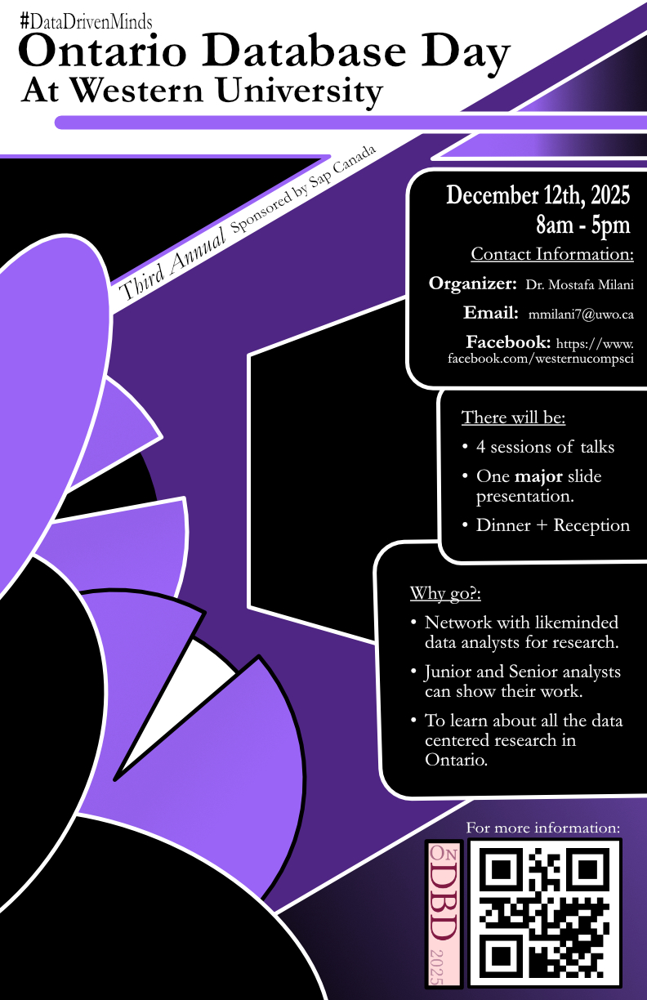 #DataDrivenMinds
Ontario Database Day
At Western University
Third Annual Sponsored by Sap Canada
December 12th, 2025
8am - 5pm
Contact Information:
Organizer: Dr. Mostafa Milani
Email: mmilani7@uwo.ca
Facebook: https://www.
facebook.com/westernucompsci
There will be:
• 4 sessions of talks
• One major slide
presentation.
• Dinner + Reception
Why go?:
• Network with likeminded
data analysts for research.
• Junior and Senior analysts
can show their work.
• To learn about all the data
centered research in
Ontario.
For more information:
ON DBD 2025